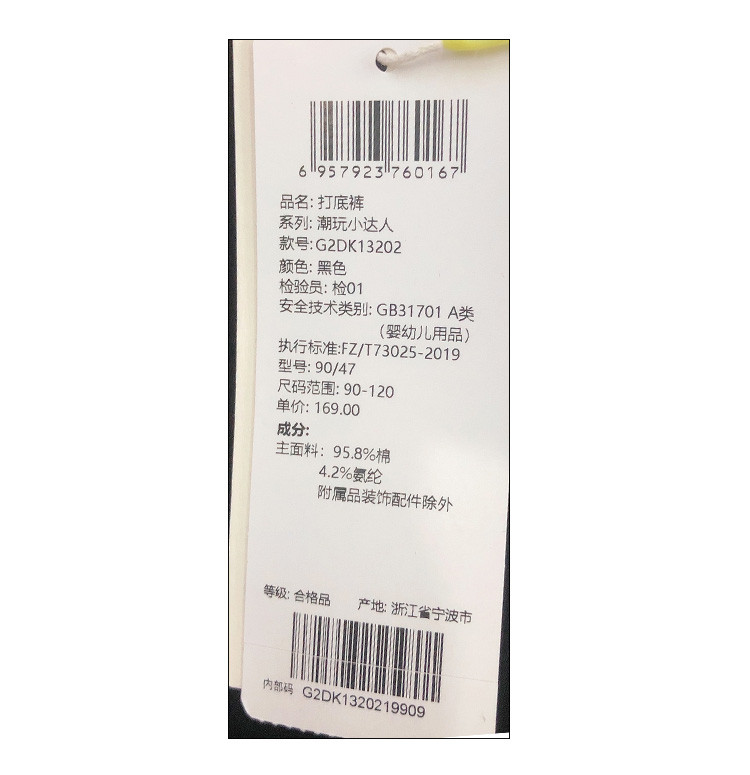 6 957923 760167
品名: 打底裤
系列: 潮玩小达人
款号: G2DK13202
颜色: 黑色
检验员: 检01
安全技术类别: GB31701 A类
（婴幼儿用品）
执行标准:FZ/T73025-2019
型号: 90/47
尺码范围: 90-120
单价: 169.00
成分:
主面料: 95.8%棉
4.2%氨纶
附属品装饰配件除外
等级: 合格品 产地: 浙江省宁波市
内部码 G2DK1320219909